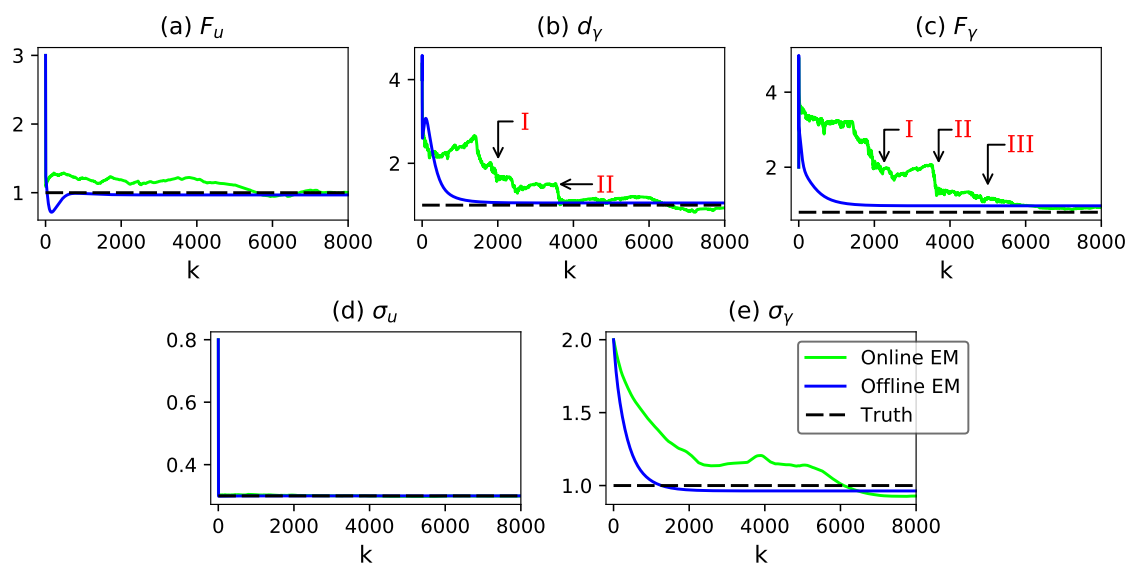 (a) F_u
(b) d_γ
(c) F_γ
3
2
1
0 2000 4000 6000 8000
k
4
2
I
II
0 2000 4000 6000 8000
k
4
2
I
II
III
0 2000 4000 6000 8000
k
(d) σ_u
(e) σ_γ
0.8
0.6
0.4
0 2000 4000 6000 8000
k
2.0
1.5
1.0
0 2000 4000 6000 8000
k
Online EM
Offline EM
Truth